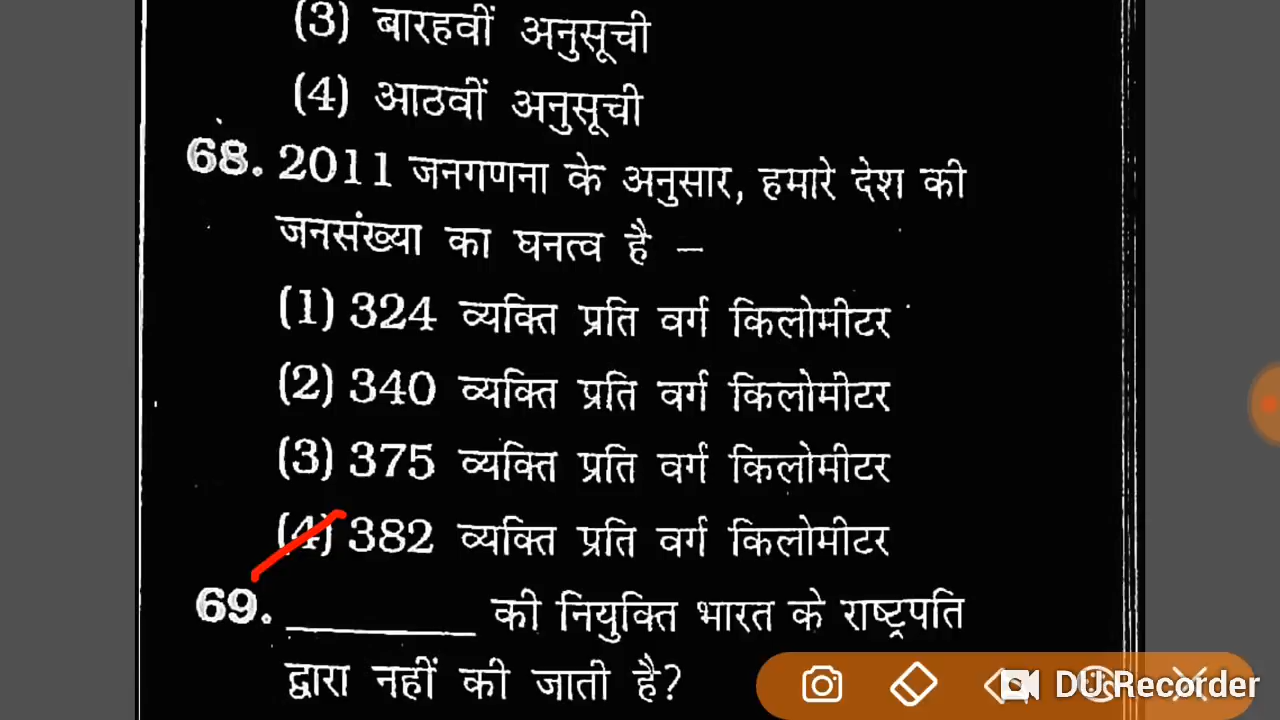 (3) बारहवीं अनुसूची
(4) आठवीं अनुसूची
68. 2011 जनगणना के अनुसार, हमारे देश की
जनसंख्या का घनत्व है –
(1) 324 व्यक्ति प्रति वर्ग किलोमीटर
(2) 340 व्यक्ति प्रति वर्ग किलोमीटर
(3) 375 व्यक्ति प्रति वर्ग किलोमीटर
(4) 382 व्यक्ति प्रति वर्ग किलोमीटर
69. ________ की नियुक्ति भारत के राष्ट्रपति
द्वारा नहीं की जाती है?
DU Recorder